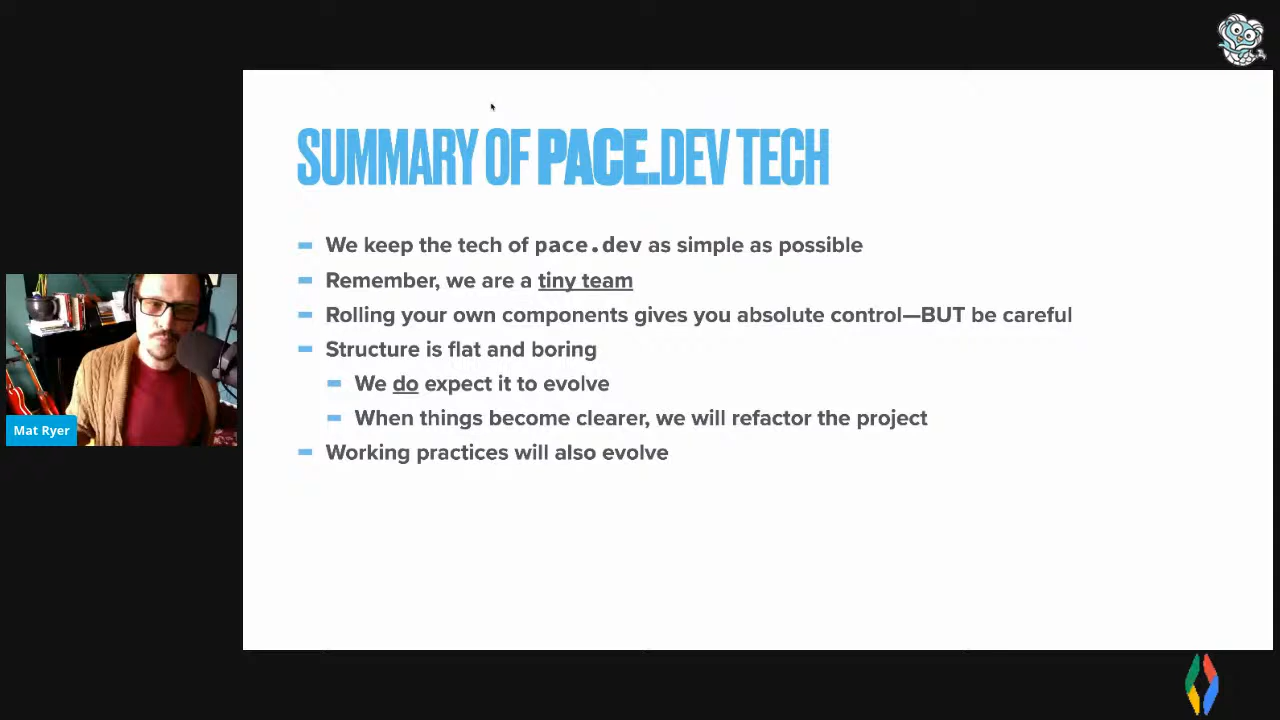 SUMMARY OF PACE.DEV TECH
We keep the tech of pace.dev as simple as possible
Remember, we are a tiny team
Rolling your own components gives you absolute control—BUT be careful
Structure is flat and boring
We do expect it to evolve
When things become clearer, we will refactor the project
Working practices will also evolve
Mat Ryer